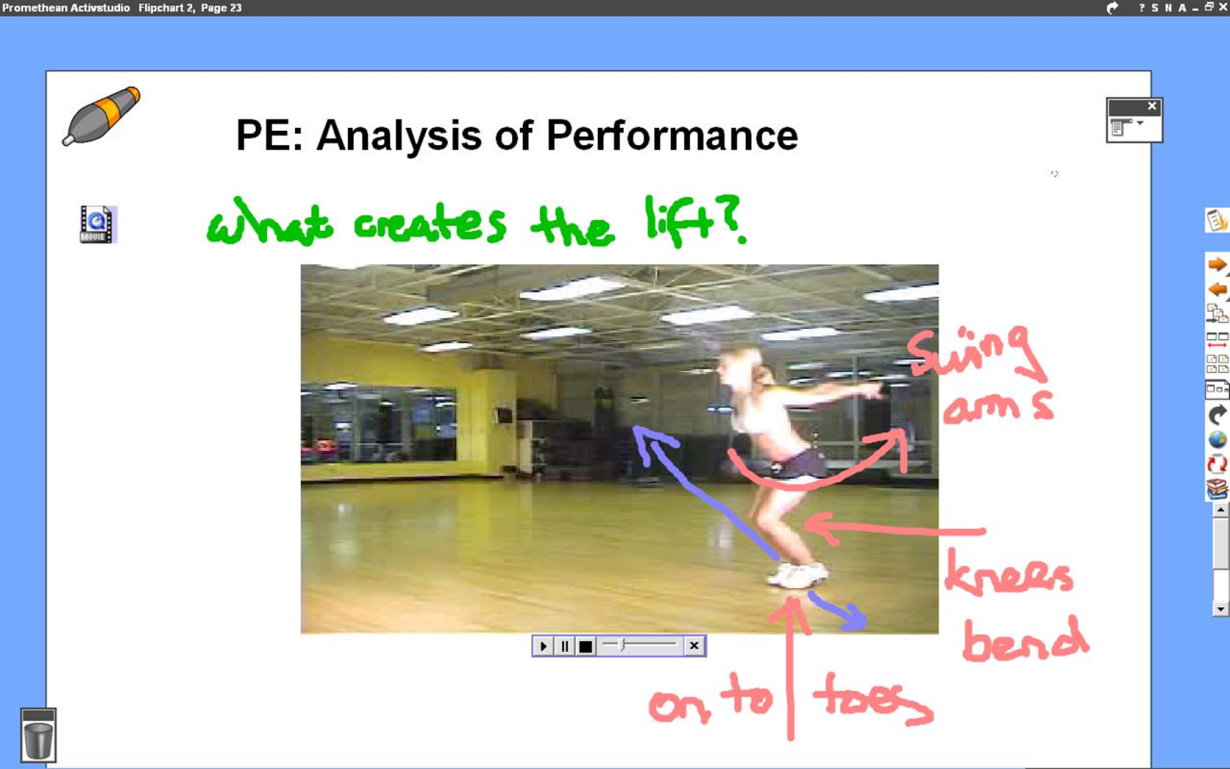 Promethean Activstudio Flipchart 2, Page 23
? S N A
PE: Analysis of Performance
MOVIE
what creates the lift?
Swing
arms
knees
bend
on to toes